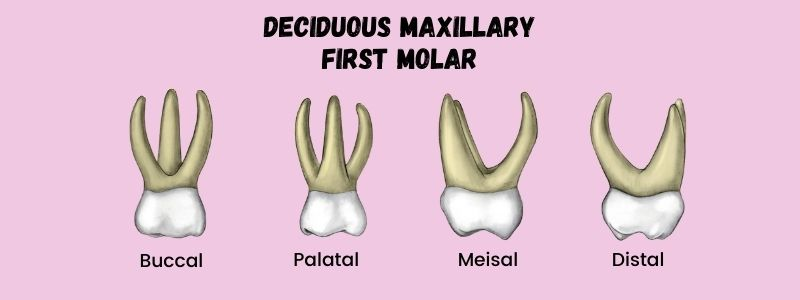 DECIDUOUS MAXILLARY
FIRST MOLAR
Buccal
Palatal
Meisal
Distal